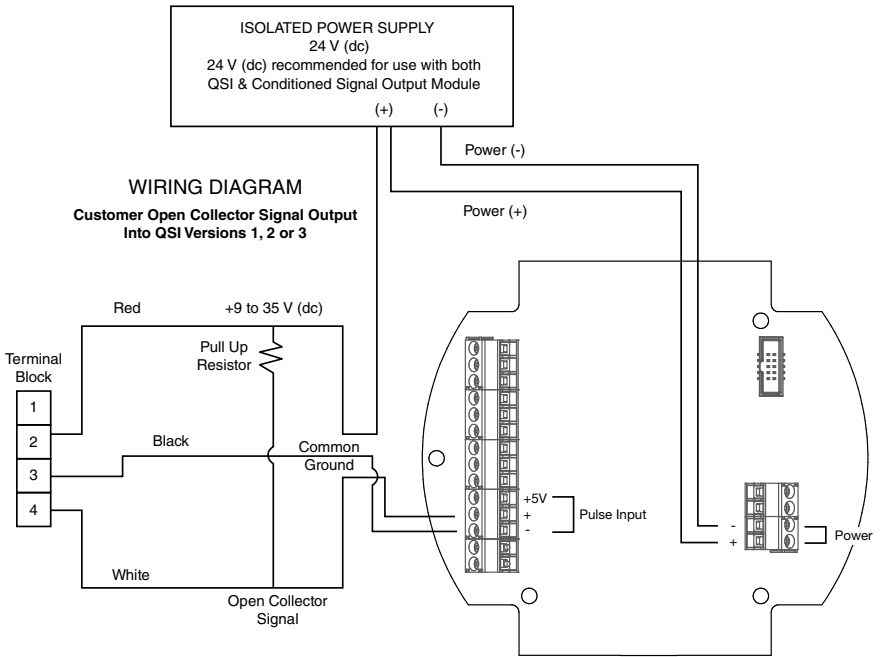 ISOLATED POWER SUPPLY
24 V (dc)
24 V (dc) recommended for use with both
QSI & Conditioned Signal Output Module
(+) (-)
Power (-)
WIRING DIAGRAM
Customer Open Collector Signal Output
Into QSI Versions 1, 2 or 3
Power (+)
Red
+9 to 35 V (dc)
Pull Up
Resistor
Terminal
Block
1
2
3
4
Black
Common
Ground
+5V
+
-
Pulse Input
-
+
Power
White
Open Collector
Signal